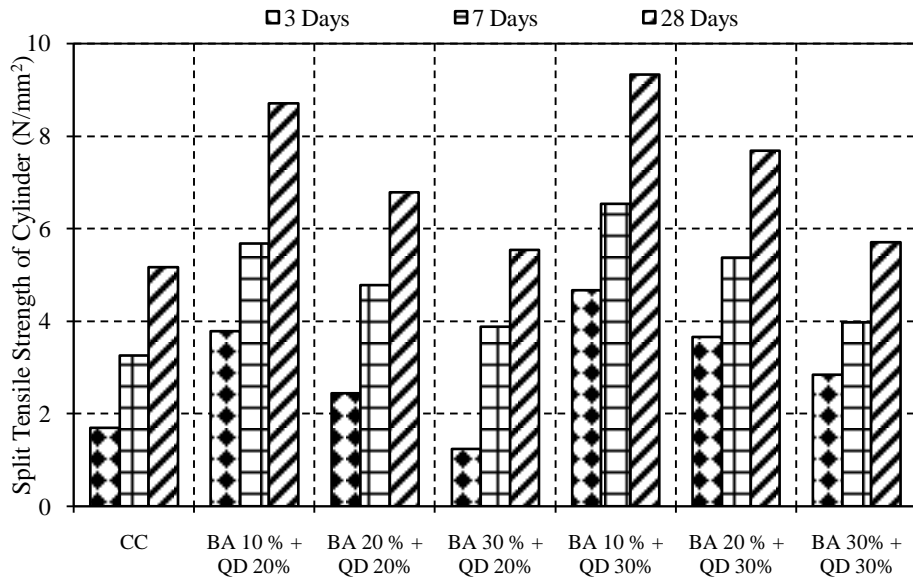 3 Days 7 Days 28 Days
Split Tensile Strength of Cylinder (N/mm²)
10
8
6
4
2
0
CC
BA 10 % +
QD 20%
BA 20 % +
QD 20%
BA 30 % +
QD 20%
BA 10 % +
QD 30%
BA 20 % +
QD 30%
BA 30% +
QD 30%